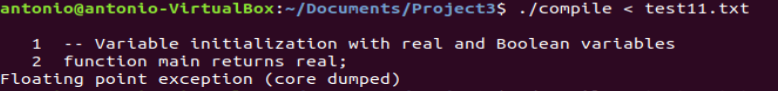 antonio@antonio-VirtualBox:~/Documents/Project3$ ./compile < test11.txt
1 -- Variable initialization with real and Boolean variables
2 function main returns real;
Floating point exception (core dumped)